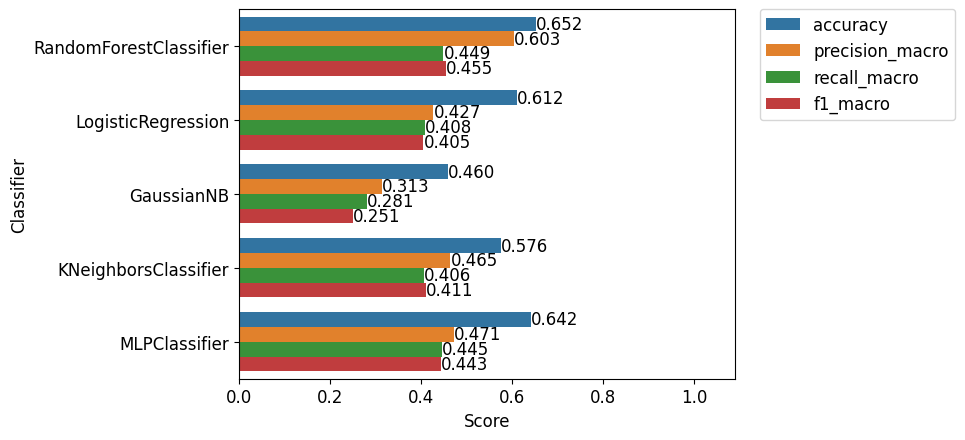 RandomForestClassifier
0.652
0.603
0.449
0.455
LogisticRegression
0.612
0.427
0.408
0.405
GaussianNB
0.460
0.313
0.281
0.251
KNeighborsClassifier
0.576
0.465
0.406
0.411
MLPClassifier
0.642
0.471
0.445
0.443
Classifier
0.0 0.2 0.4 0.6 0.8 1.0
Score
accuracy
precision_macro
recall_macro
f1_macro